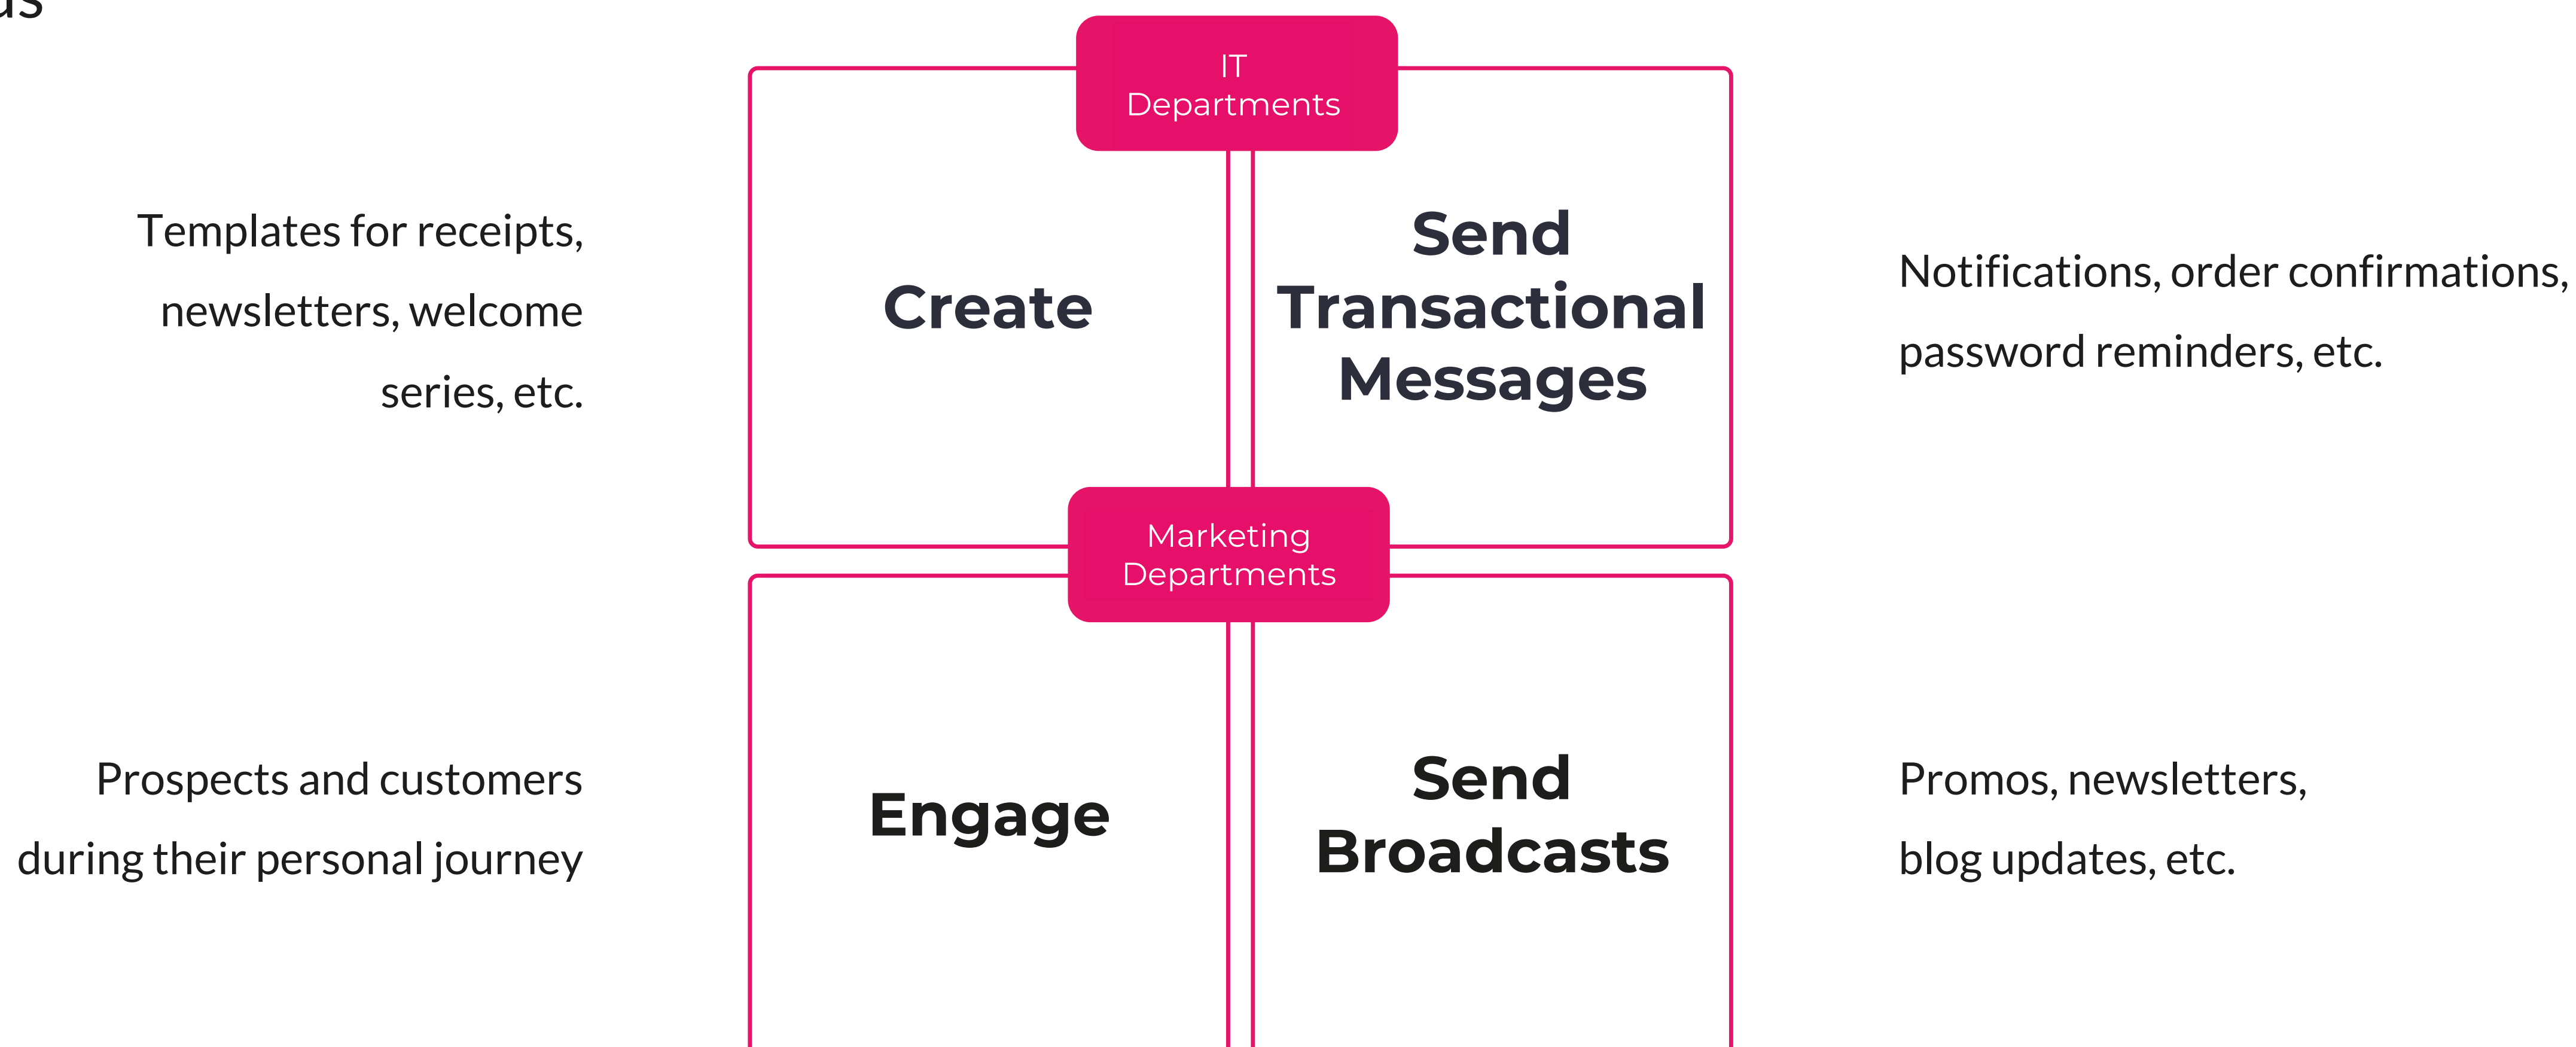 IT
Departments
Templates for receipts,
newsletters, welcome
series, etc.
Create
Send
Transactional
Messages
Notifications, order confirmations,
password reminders, etc.
Marketing
Departments
Prospects and customers
during their personal journey
Engage
Send
Broadcasts
Promos, newsletters,
blog updates, etc.